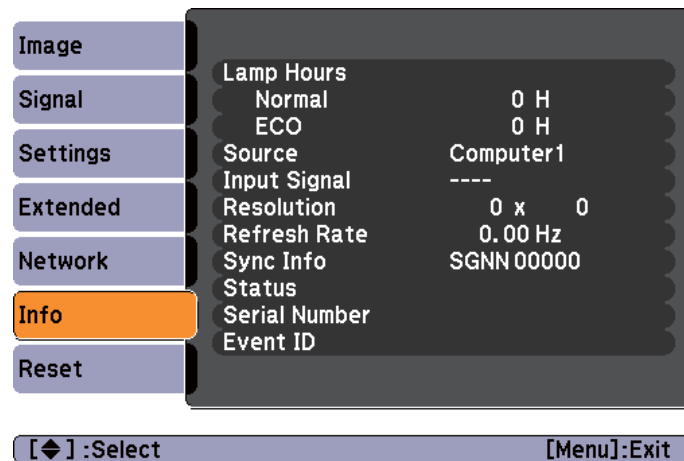 Image
Signal
Settings
Extended
Network
Info
Reset
Lamp Hours
Normal 0 H
ECO 0 H
Source Computer1
Input Signal ----
Resolution 0 x 0
Refresh Rate 0.00 Hz
Sync Info SGNN 00000
Status
Serial Number
Event ID
[◆] :Select [Menu]:Exit